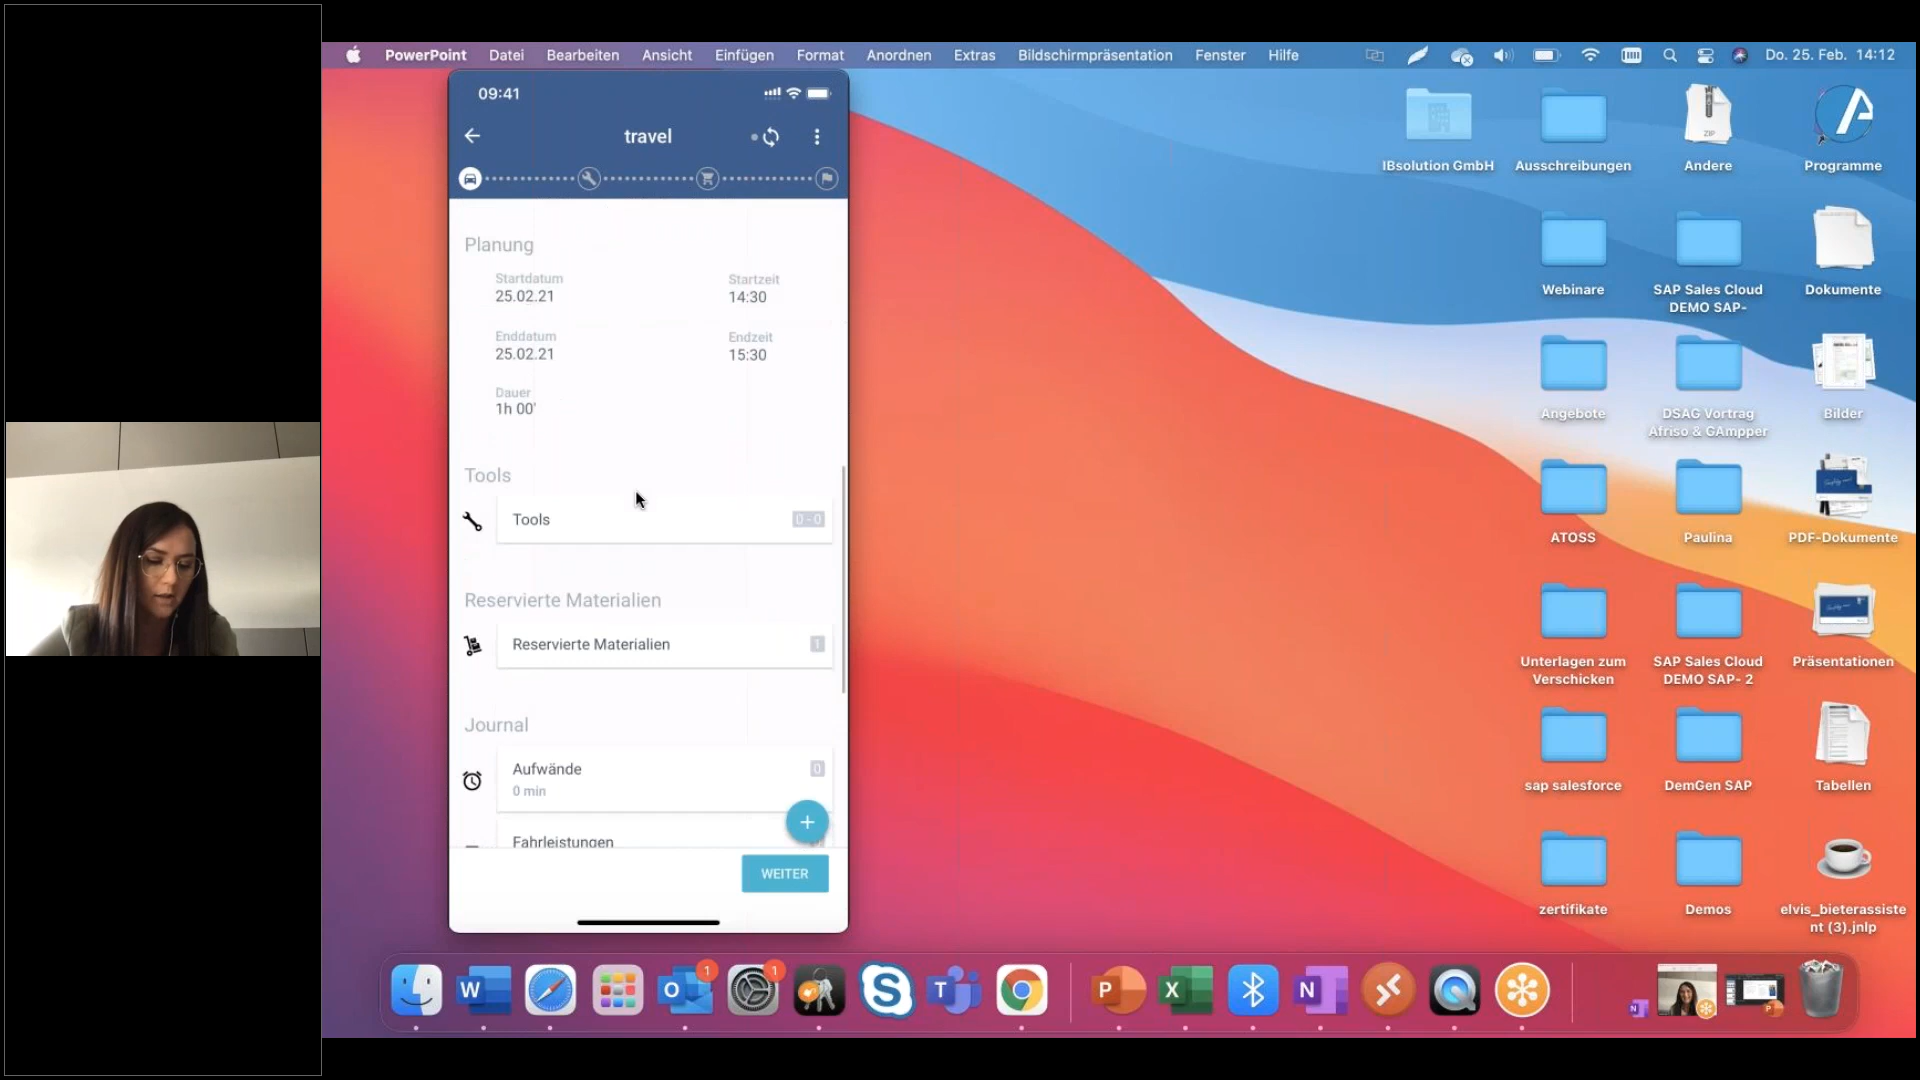 PowerPoint Datei Bearbeiten Ansicht Einfügen Format Anordnen Extras Bildschirmpräsentation Fenster Hilfe Do. 25. Feb. 14:12
09:41
travel
Planung
Startdatum Startzeit
25.02.21 14:30
Enddatum Endzeit
25.02.21 15:30
Dauer
1h 00'
Tools
Tools 0 - 0
Reservierte Materialien
Reservierte Materialien 1
Journal
Aufwände 0
0 min
Fahrleistungen
WEITER
ZIP
IBsolution GmbH Ausschreibungen Andere Programme
Webinare SAP Sales Cloud Dokumente
DEMO SAP-
Angebote DSAG Vortrag Bilder
Afriso & GAmpper
ATOSS Paulina PDF-Dokumente
Unterlagen zum SAP Sales Cloud Präsentationen
Verschicken DEMO SAP- 2
sap salesforce DemGen SAP Tabellen
zertifikate Demos elvis_bieterassiste
nt (3).jnlp
1 1
W O S T P X N
N P